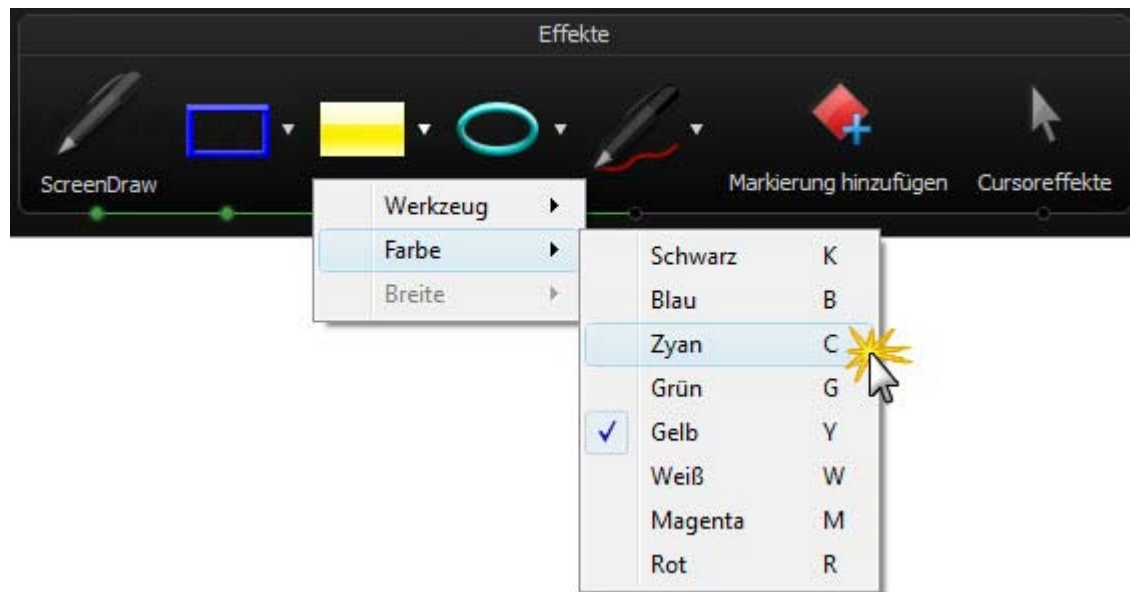 Effekte
ScreenDraw
Markierung hinzufügen
Cursoreffekte
Werkzeug
Farbe
Breite
Schwarz K
Blau B
Zyan C
Grün G
Gelb Y
Weiß W
Magenta M
Rot R